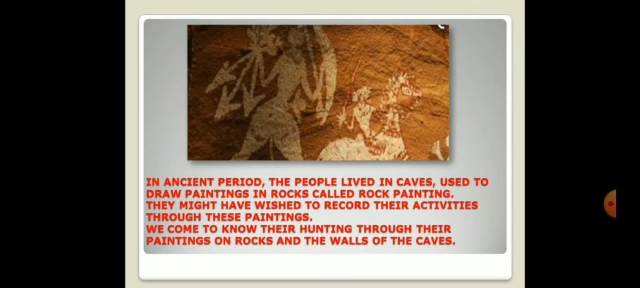 IN ANCIENT PERIOD, THE PEOPLE LIVED IN CAVES, USED TO
DRAW PAINTINGS IN ROCKS CALLED ROCK PAINTING.
THEY MIGHT HAVE WISHED TO RECORD THEIR ACTIVITIES
THROUGH THESE PAINTINGS.
WE COME TO KNOW THEIR HUNTING THROUGH THEIR
PAINTINGS ON ROCKS AND THE WALLS OF THE CAVES.